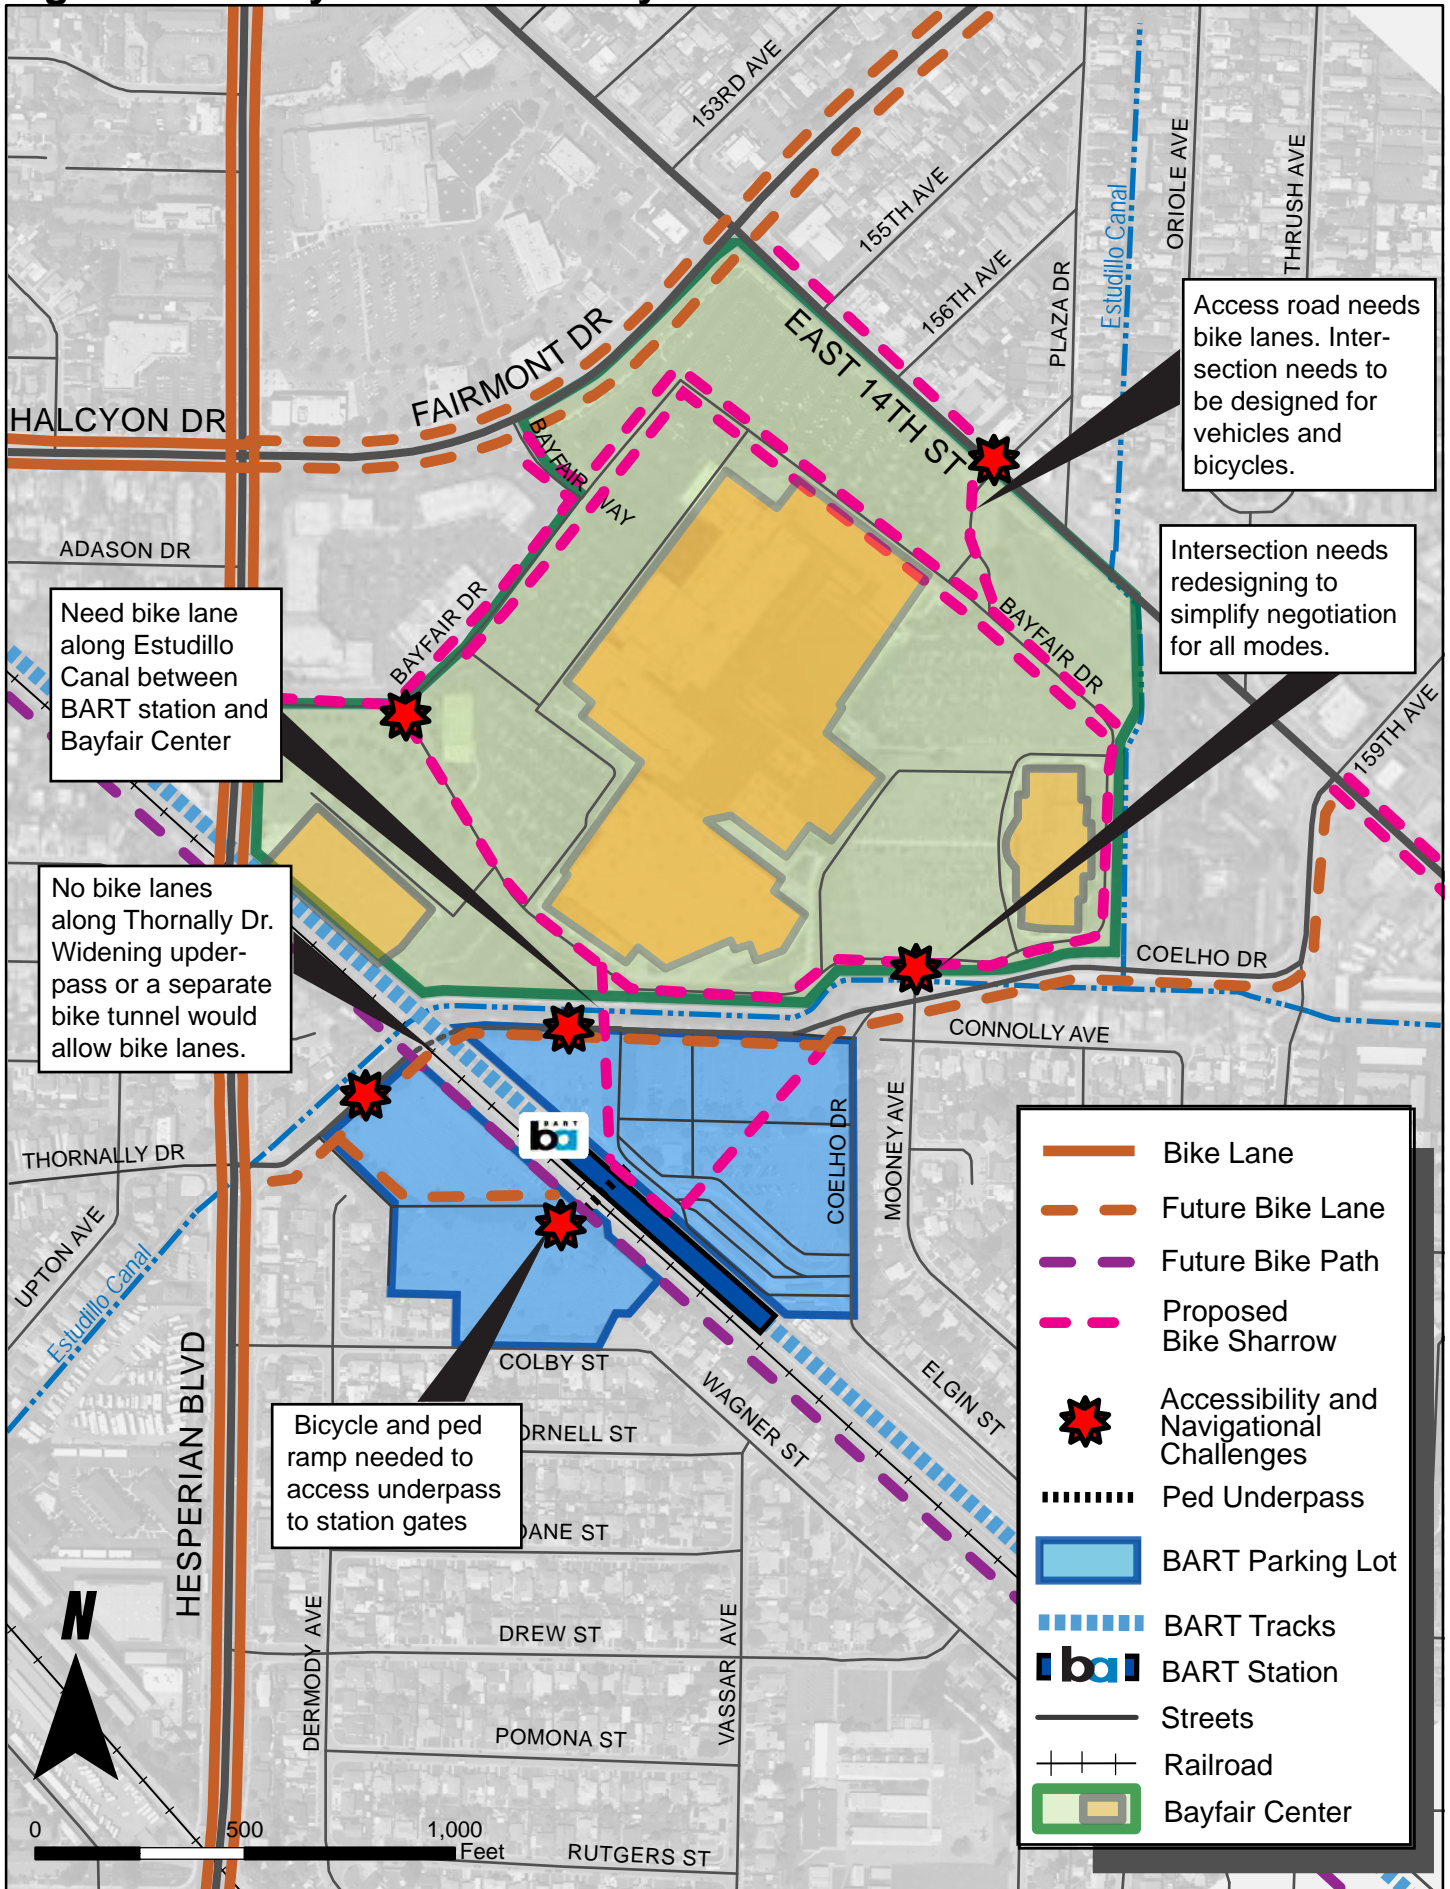 153RD AVE
155TH AVE
156TH AVE
PLAZA DR
Estudillo Canal
ORIOLE AVE
THRUSH AVE
FAIRMONT DR
EAST 14TH ST
HALCYON DR
BAYFAIR WAY
Access road needs
bike lanes. Inter-
section needs to
be designed for
vehicles and
bicycles.
ADASON DR
Intersection needs
redesigning to
simplify negotiation
for all modes.
Need bike lane
along Estudillo
Canal between
BART station and
Bayfair Center
BAYFAIR DR
BAYFAIR DR
159TH AVE
No bike lanes
along Thornally Dr.
Widening upder-
pass or a separate
bike tunnel would
allow bike lanes.
COELHO DR
CONNOLLY AVE
BART
ba
COELHO DR
MOONEY AVE
THORNALLY DR
UPTON AVE
Estudillo Canal
HESPERIAN BLVD
COLBY ST
WAGNER ST
ELGIN ST
Bicycle and ped
ramp needed to
access underpass
to station gates
ORNELL ST
DANE ST
DREW ST
DERMODY AVE
VASSAR AVE
POMONA ST
RUTGERS ST
N
0 500 1,000
Feet
Bike Lane
Future Bike Lane
Future Bike Path
Proposed
Bike Sharrow
Accessibility and
Navigational
Challenges
Ped Underpass
BART Parking Lot
BART Tracks
ba BART Station
Streets
Railroad
Bayfair Center